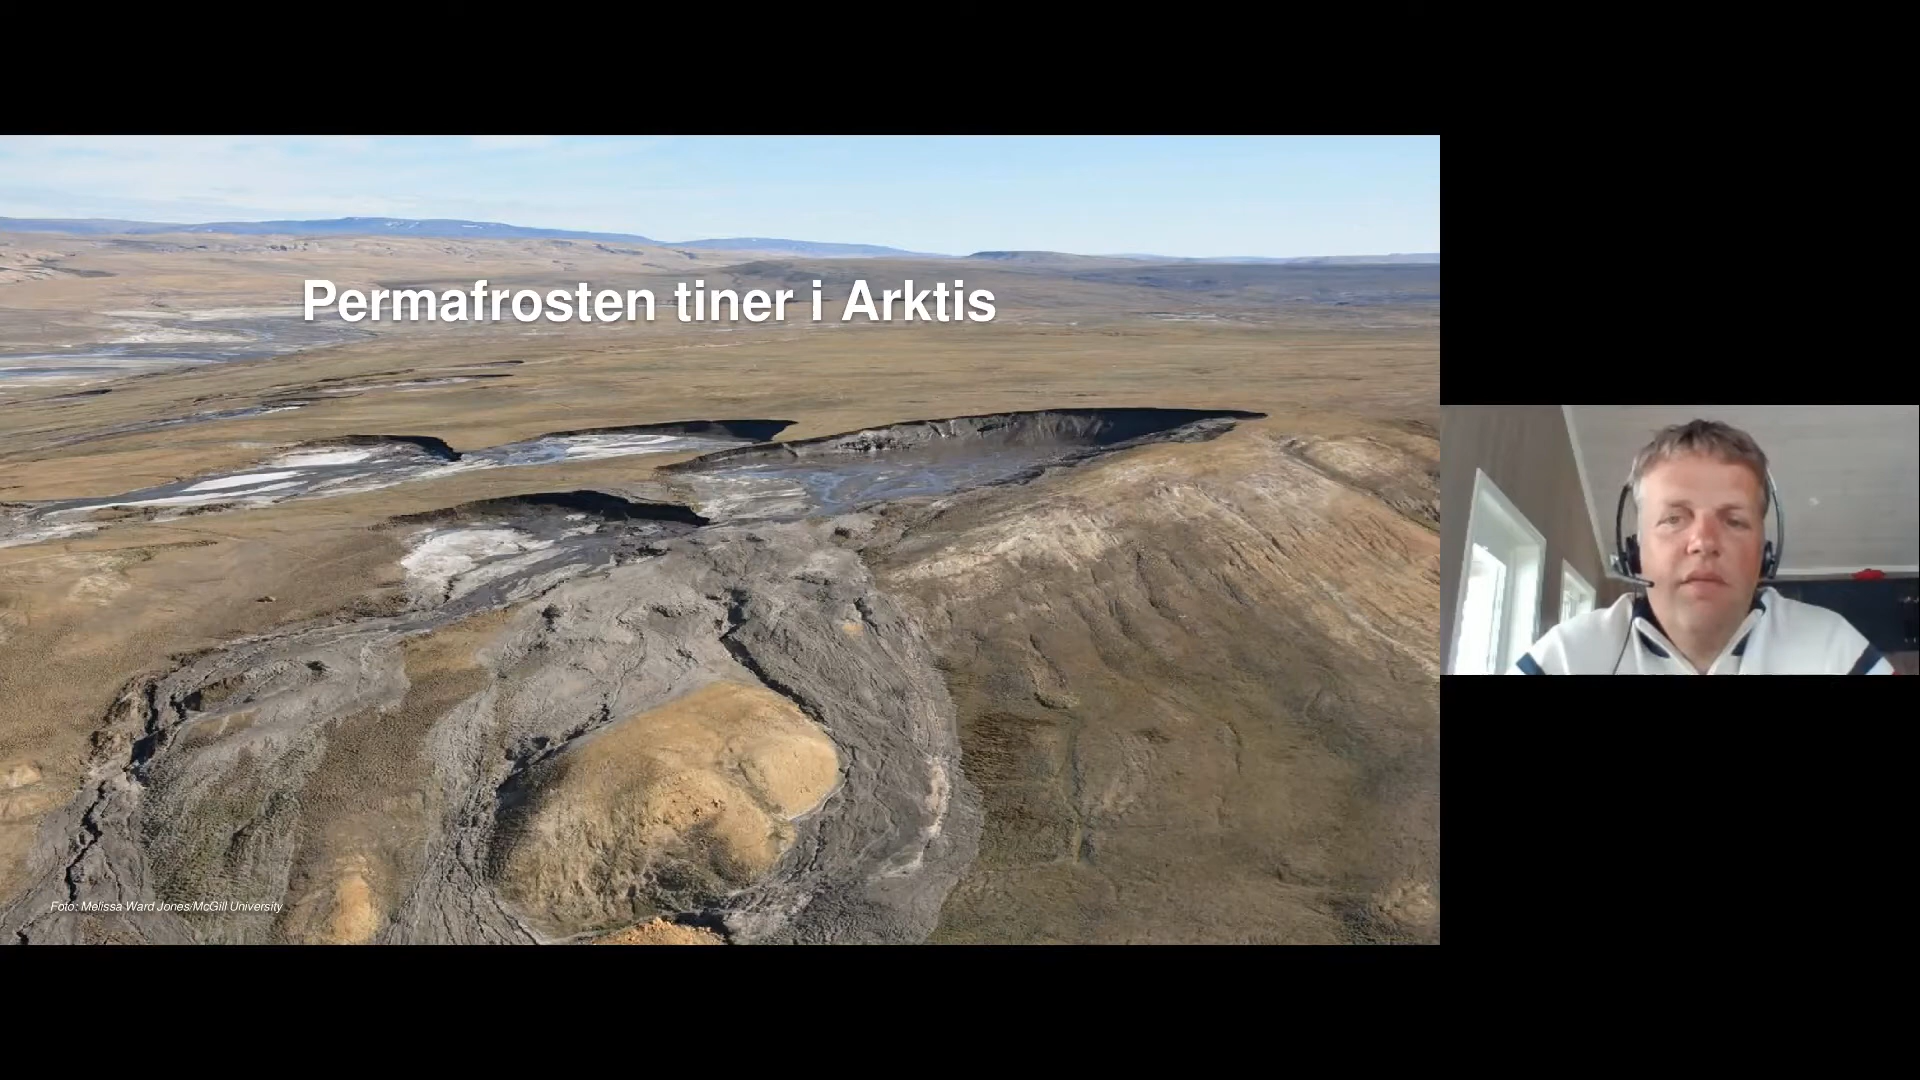 Permafrosten tiner i Arktis
Foto: Melissa Ward Jones/McGill University